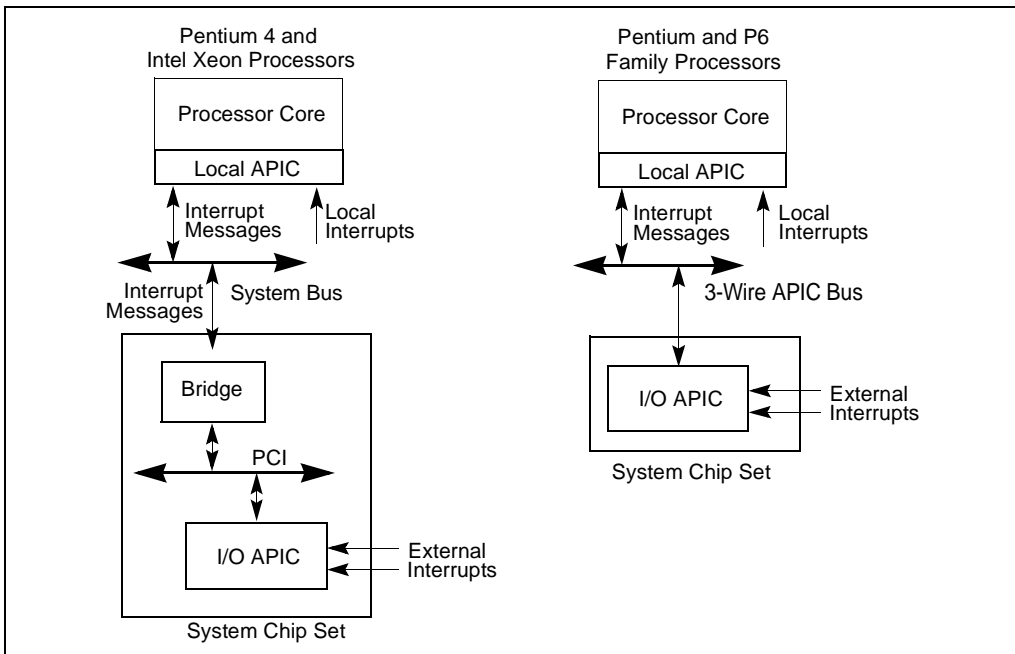 Pentium 4 and
Intel Xeon Processors
Processor Core
Local APIC
Interrupt
Messages
Local
Interrupts
Interrupt
Messages
System Bus
Bridge
PCI
I/O APIC
External
Interrupts
System Chip Set
Pentium and P6
Family Processors
Processor Core
Local APIC
Interrupt
Messages
Local
Interrupts
3-Wire APIC Bus
I/O APIC
External
Interrupts
System Chip Set